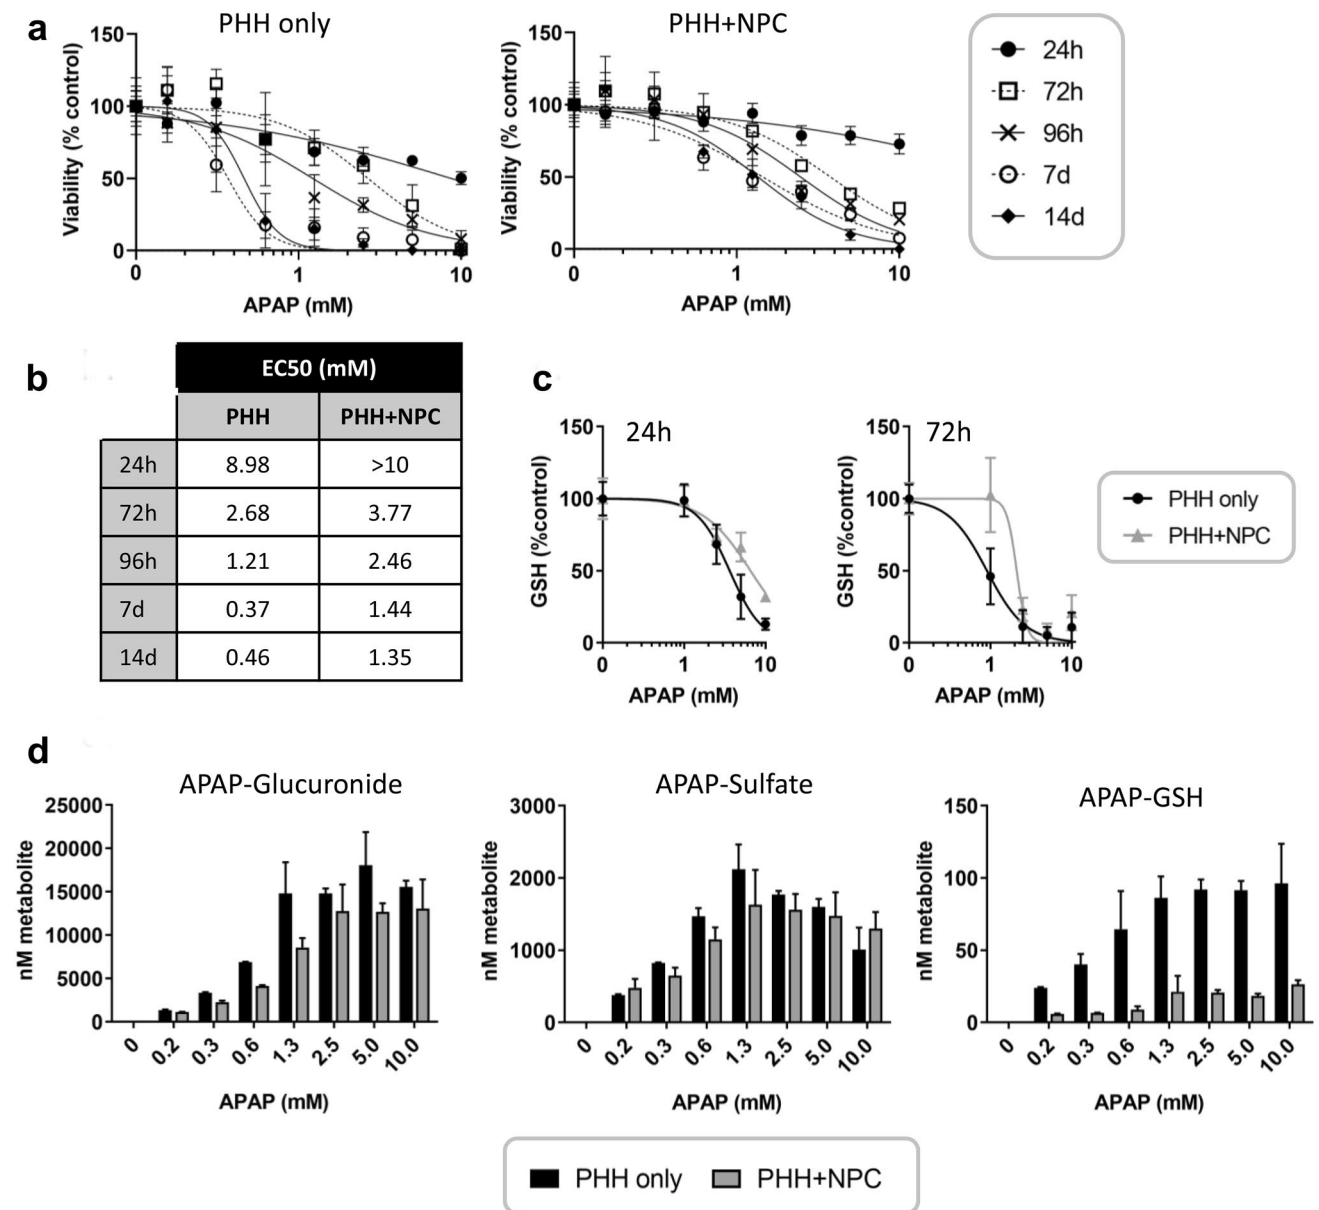 a
PHH only
PHH+NPC
150
100
50
0
Viability (% control)
0
1
10
APAP (mM)
150
100
50
0
Viability (% control)
0
1
10
APAP (mM)
24h
72h
96h
7d
14d
b
EC50 (mM)
PHH PHH+NPC
24h 8.98 >10
72h 2.68 3.77
96h 1.21 2.46
7d 0.37 1.44
14d 0.46 1.35
c
24h
150
100
50
0
GSH (%control)
0
1
10
APAP (mM)
72h
150
100
50
0
GSH (%control)
0
1
10
APAP (mM)
PHH only
PHH+NPC
d
APAP-Glucuronide
25000
20000
15000
10000
5000
0
nM metabolite
0 0.2 0.3 0.6 1.3 2.5 5.0 10.0
APAP (mM)
APAP-Sulfate
3000
2000
1000
0
nM metabolite
0 0.2 0.3 0.6 1.3 2.5 5.0 10.0
APAP (mM)
APAP-GSH
150
100
50
0
nM metabolite
0 0.2 0.3 0.6 1.3 2.5 5.0 10.0
APAP (mM)
PHH only PHH+NPC